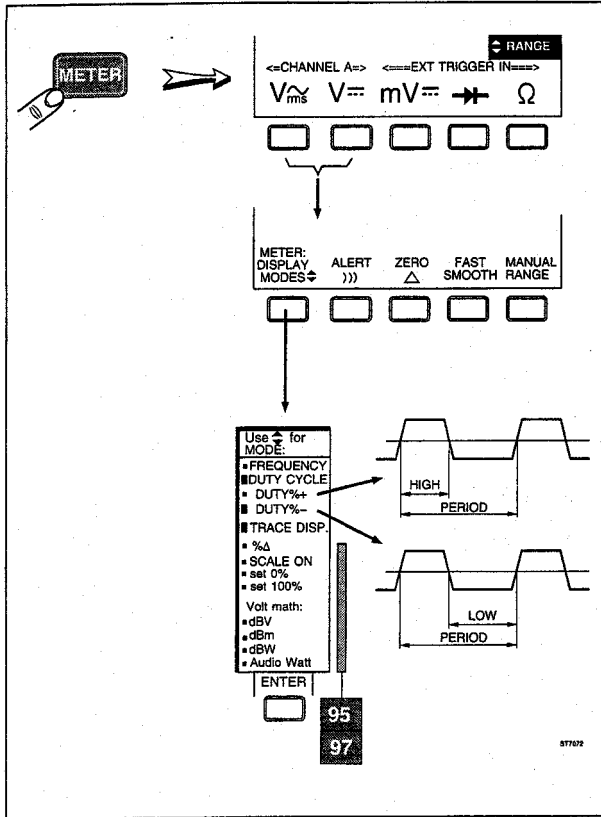 METER
RANGE
<=CHANNEL A=> <===EXT TRIGGER IN===>
V rms V mV Ω
METER:
DISPLAY
MODES
ALERT
)))
ZERO
△
FAST
SMOOTH
MANUAL
RANGE
Use for
MODE:
FREQUENCY
DUTY CYCLE
DUTY%+
DUTY%–
TRACE DISP.
%Δ
SCALE ON
set 0%
set 100%
Volt math:
dBV
dBm
dBW
Audio Watt
ENTER
95
97
HIGH
PERIOD
LOW
PERIOD
ST7072